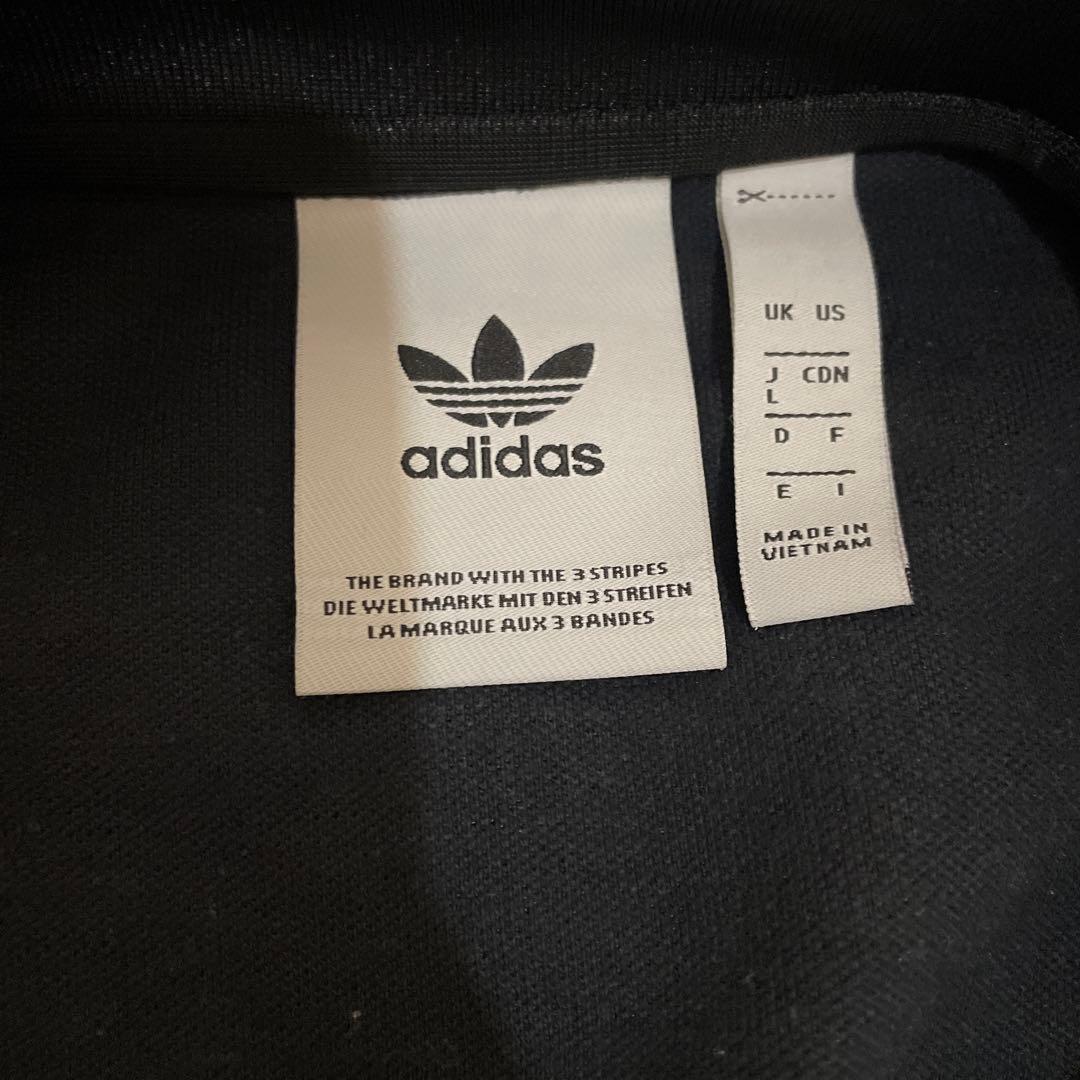 adidas
THE BRAND WITH THE 3 STRIPES
DIE WELTMARKE MIT DEN 3 STREIFEN
LA MARQUE AUX 3 BANDES
UK US
J CDN
L
D F
E I
MADE IN
VIETNAM